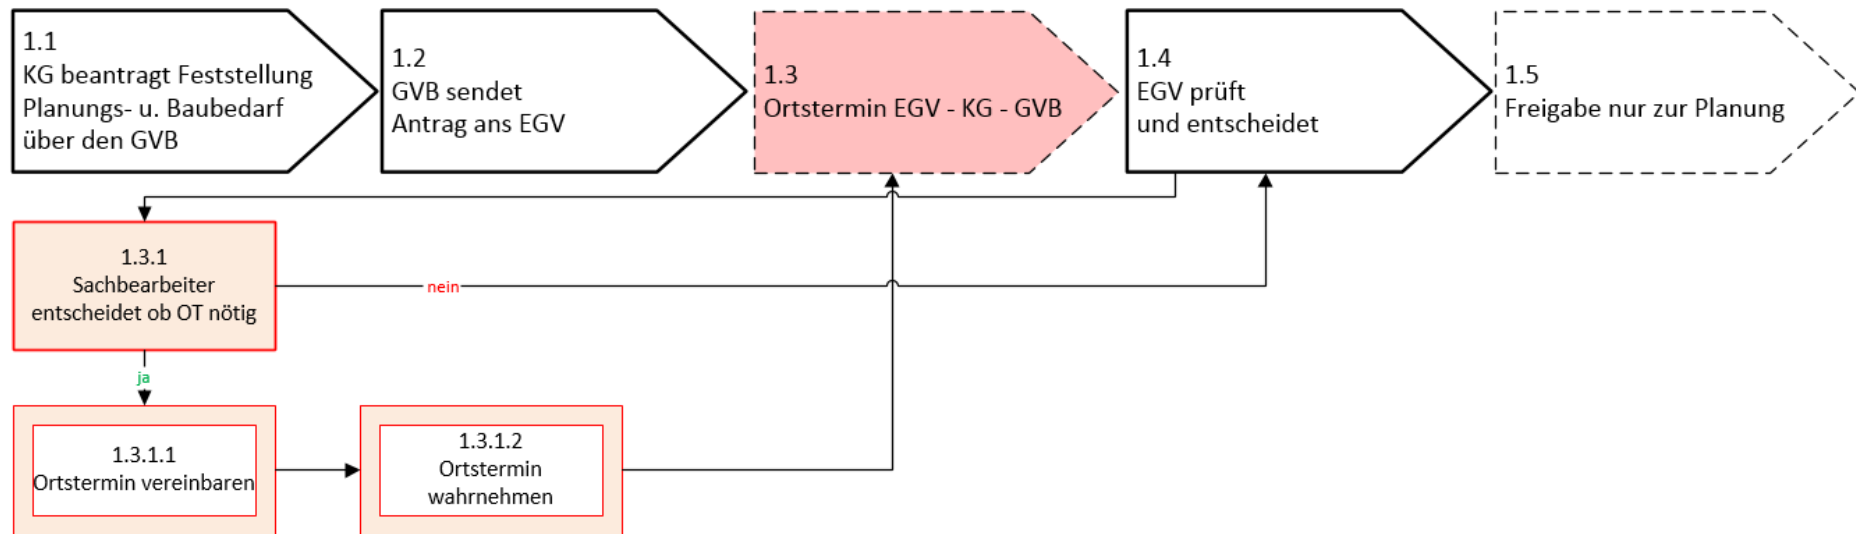 1.1
KG beantragt Feststellung
Planungs- u. Baubedarf
über den GVB
1.2
GVB sendet
Antrag ans EGV
1.3
Ortstermin EGV - KG - GVB
1.4
EGV prüft
und entscheidet
1.5
Freigabe nur zur Planung
1.3.1
Sachbearbeiter
entscheidet ob OT nötig
nein
ja
1.3.1.1
Ortstermin vereinbaren
1.3.1.2
Ortstermin
wahrnehmen